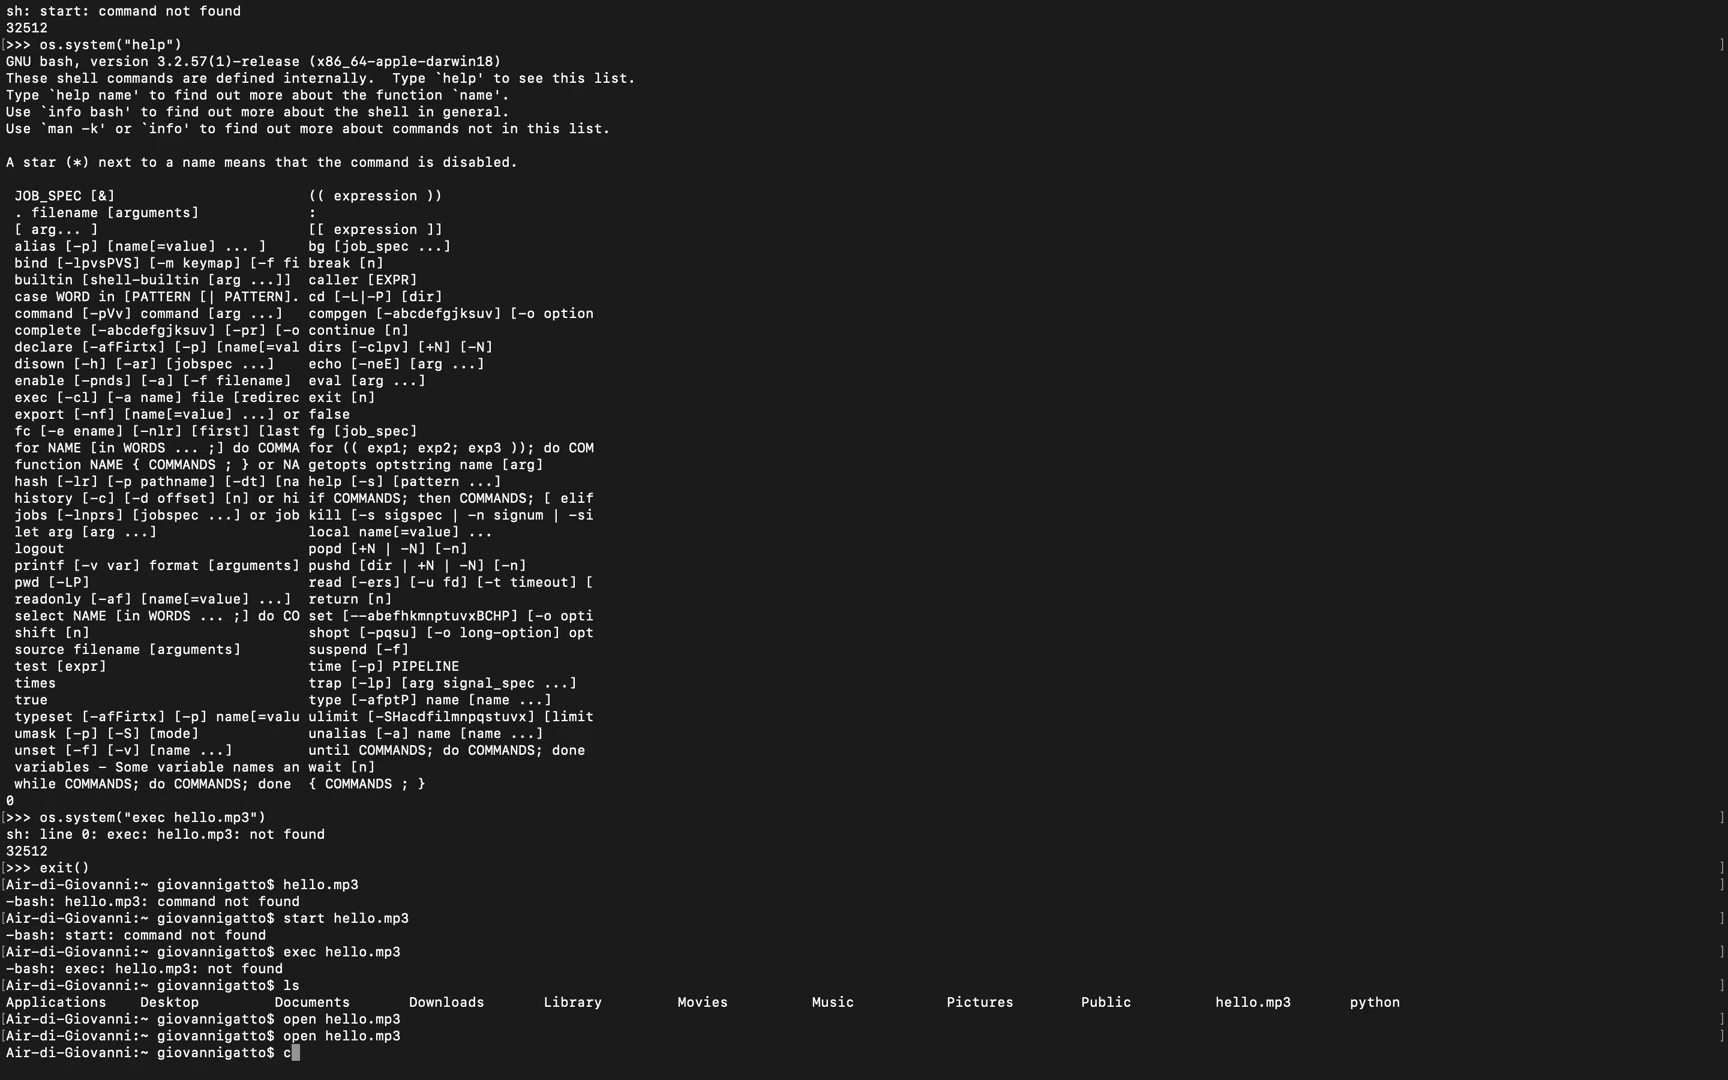 sh: start: command not found
32512
[>>> os.system("help") ]
GNU bash, version 3.2.57(1)-release (x86_64-apple-darwin18)
These shell commands are defined internally.  Type `help' to see this list.
Type `help name' to find out more about the function `name'.
Use `info bash' to find out more about the shell in general.
Use `man -k' or `info' to find out more about commands not in this list.
A star (*) next to a name means that the command is disabled.
JOB_SPEC [&] (( expression ))
. filename [arguments] :
[ arg... ] [[ expression ]]
alias [-p] [name[=value] ... ] bg [job_spec ...]
bind [-lpvsPVS] [-m keymap] [-f fi break [n]
builtin [shell-builtin [arg ...]] caller [EXPR]
case WORD in [PATTERN [| PATTERN]. cd [-L|-P] [dir]
command [-pVv] command [arg ...] compgen [-abcdefgjksuv] [-o option
complete [-abcdefgjksuv] [-pr] [-o continue [n]
declare [-afFirtx] [-p] [name[=val dirs [-clpv] [+N] [-N]
disown [-h] [-ar] [jobspec ...] echo [-neE] [arg ...]
enable [-pnds] [-a] [-f filename] eval [arg ...]
exec [-cl] [-a name] file [redirec exit [n]
export [-nf] [name[=value] ...] or false
fc [-e ename] [-nlr] [first] [last fg [job_spec]
for NAME [in WORDS ... ;] do COMMA for (( exp1; exp2; exp3 )); do COM
function NAME { COMMANDS ; } or NA getopts optstring name [arg]
hash [-lr] [-p pathname] [-dt] [na help [-s] [pattern ...]
history [-c] [-d offset] [n] or hi if COMMANDS; then COMMANDS; [ elif
jobs [-lnprs] [jobspec ...] or job kill [-s sigspec | -n signum | -si
let arg [arg ...] local name[=value] ...
logout popd [+N | -N] [-n]
printf [-v var] format [arguments] pushd [dir | +N | -N] [-n]
pwd [-LP] read [-ers] [-u fd] [-t timeout] [
readonly [-af] [name[=value] ...] return [n]
select NAME [in WORDS ... ;] do CO set [--abefhkmnptuvxBCHP] [-o opti
shift [n] shopt [-pqsu] [-o long-option] opt
source filename [arguments] suspend [-f]
test [expr] time [-p] PIPELINE
times trap [-lp] [arg signal_spec ...]
true type [-afptP] name [name ...]
typeset [-afFirtx] [-p] name[=valu ulimit [-SHacdfilmnpqstuvx] [limit
umask [-p] [-S] [mode] unalias [-a] name [name ...]
unset [-f] [-v] [name ...] until COMMANDS; do COMMANDS; done
variables - Some variable names an wait [n]
while COMMANDS; do COMMANDS; done { COMMANDS ; }
0
[>>> os.system("exec hello.mp3") ]
sh: line 0: exec: hello.mp3: not found
32512
[>>> exit() ]
[Air-di-Giovanni:~ giovannigatto$ hello.mp3 ]
-bash: hello.mp3: command not found
[Air-di-Giovanni:~ giovannigatto$ start hello.mp3 ]
-bash: start: command not found
[Air-di-Giovanni:~ giovannigatto$ exec hello.mp3 ]
-bash: exec: hello.mp3: not found
[Air-di-Giovanni:~ giovannigatto$ ls ]
Applications Desktop Documents Downloads Library Movies Music Pictures Public hello.mp3 python
[Air-di-Giovanni:~ giovannigatto$ open hello.mp3 ]
[Air-di-Giovanni:~ giovannigatto$ open hello.mp3 ]
Air-di-Giovanni:~ giovannigatto$ c